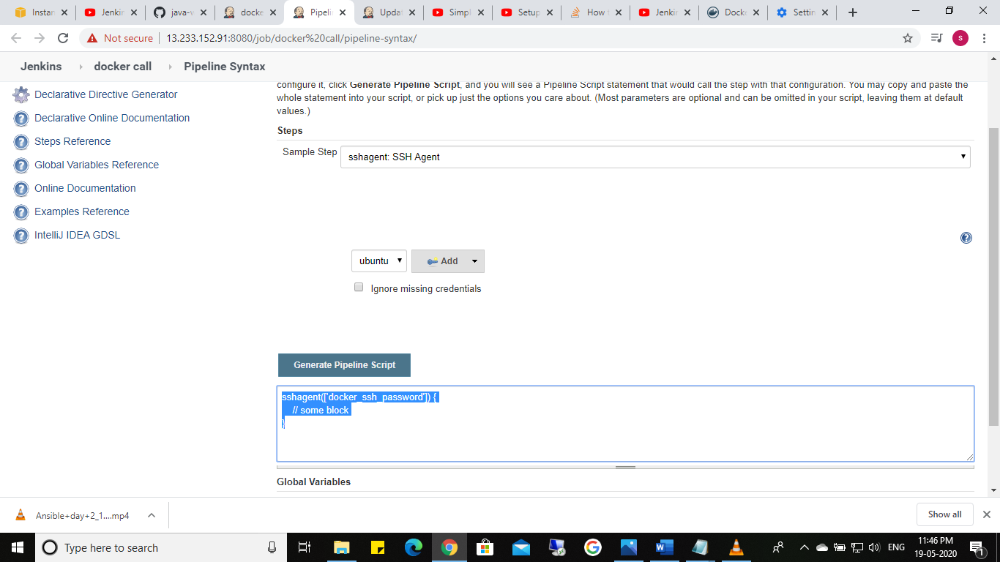 Instan
Jenkin
java-v
docke
Pipeli
Updat
Simpl
Setup
How t
Jenkin
Docke
Settin
Not secure
13.233.152.91:8080/job/docker%20call/pipeline-syntax/
s
Jenkins
docker call
Pipeline Syntax
Declarative Directive Generator
Declarative Online Documentation
Steps Reference
Global Variables Reference
Online Documentation
Examples Reference
IntelliJ IDEA GDSL
configure it, click Generate Pipeline Script, and you will see a Pipeline Script statement that would call the step with that configuration. You may copy and paste the
whole statement into your script, or pick up just the options you care about. (Most parameters are optional and can be omitted in your script, leaving them at default
values.)
Steps
Sample Step
sshagent: SSH Agent
ubuntu
Add
Ignore missing credentials
Generate Pipeline Script
sshagent(['docker_ssh_password']) {
// some block
}
Global Variables
Ansible+day+2_1....mp4
Show all
Type here to search
ENG
11:46 PM
19-05-2020
1